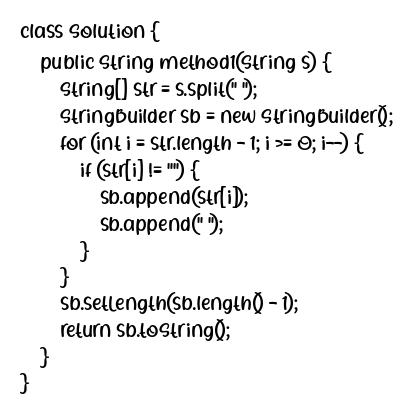 class Solution {
public String method1(String s) {
String[] str = s.split(" ");
StringBuilder sb = new StringBuilder();
for (int i = str.length - 1; i >= 0; i--) {
if (str[i] != "") {
sb.append(str[i]);
sb.append(" ");
}
}
sb.setLength(sb.length() - 1);
return sb.toString();
}
}